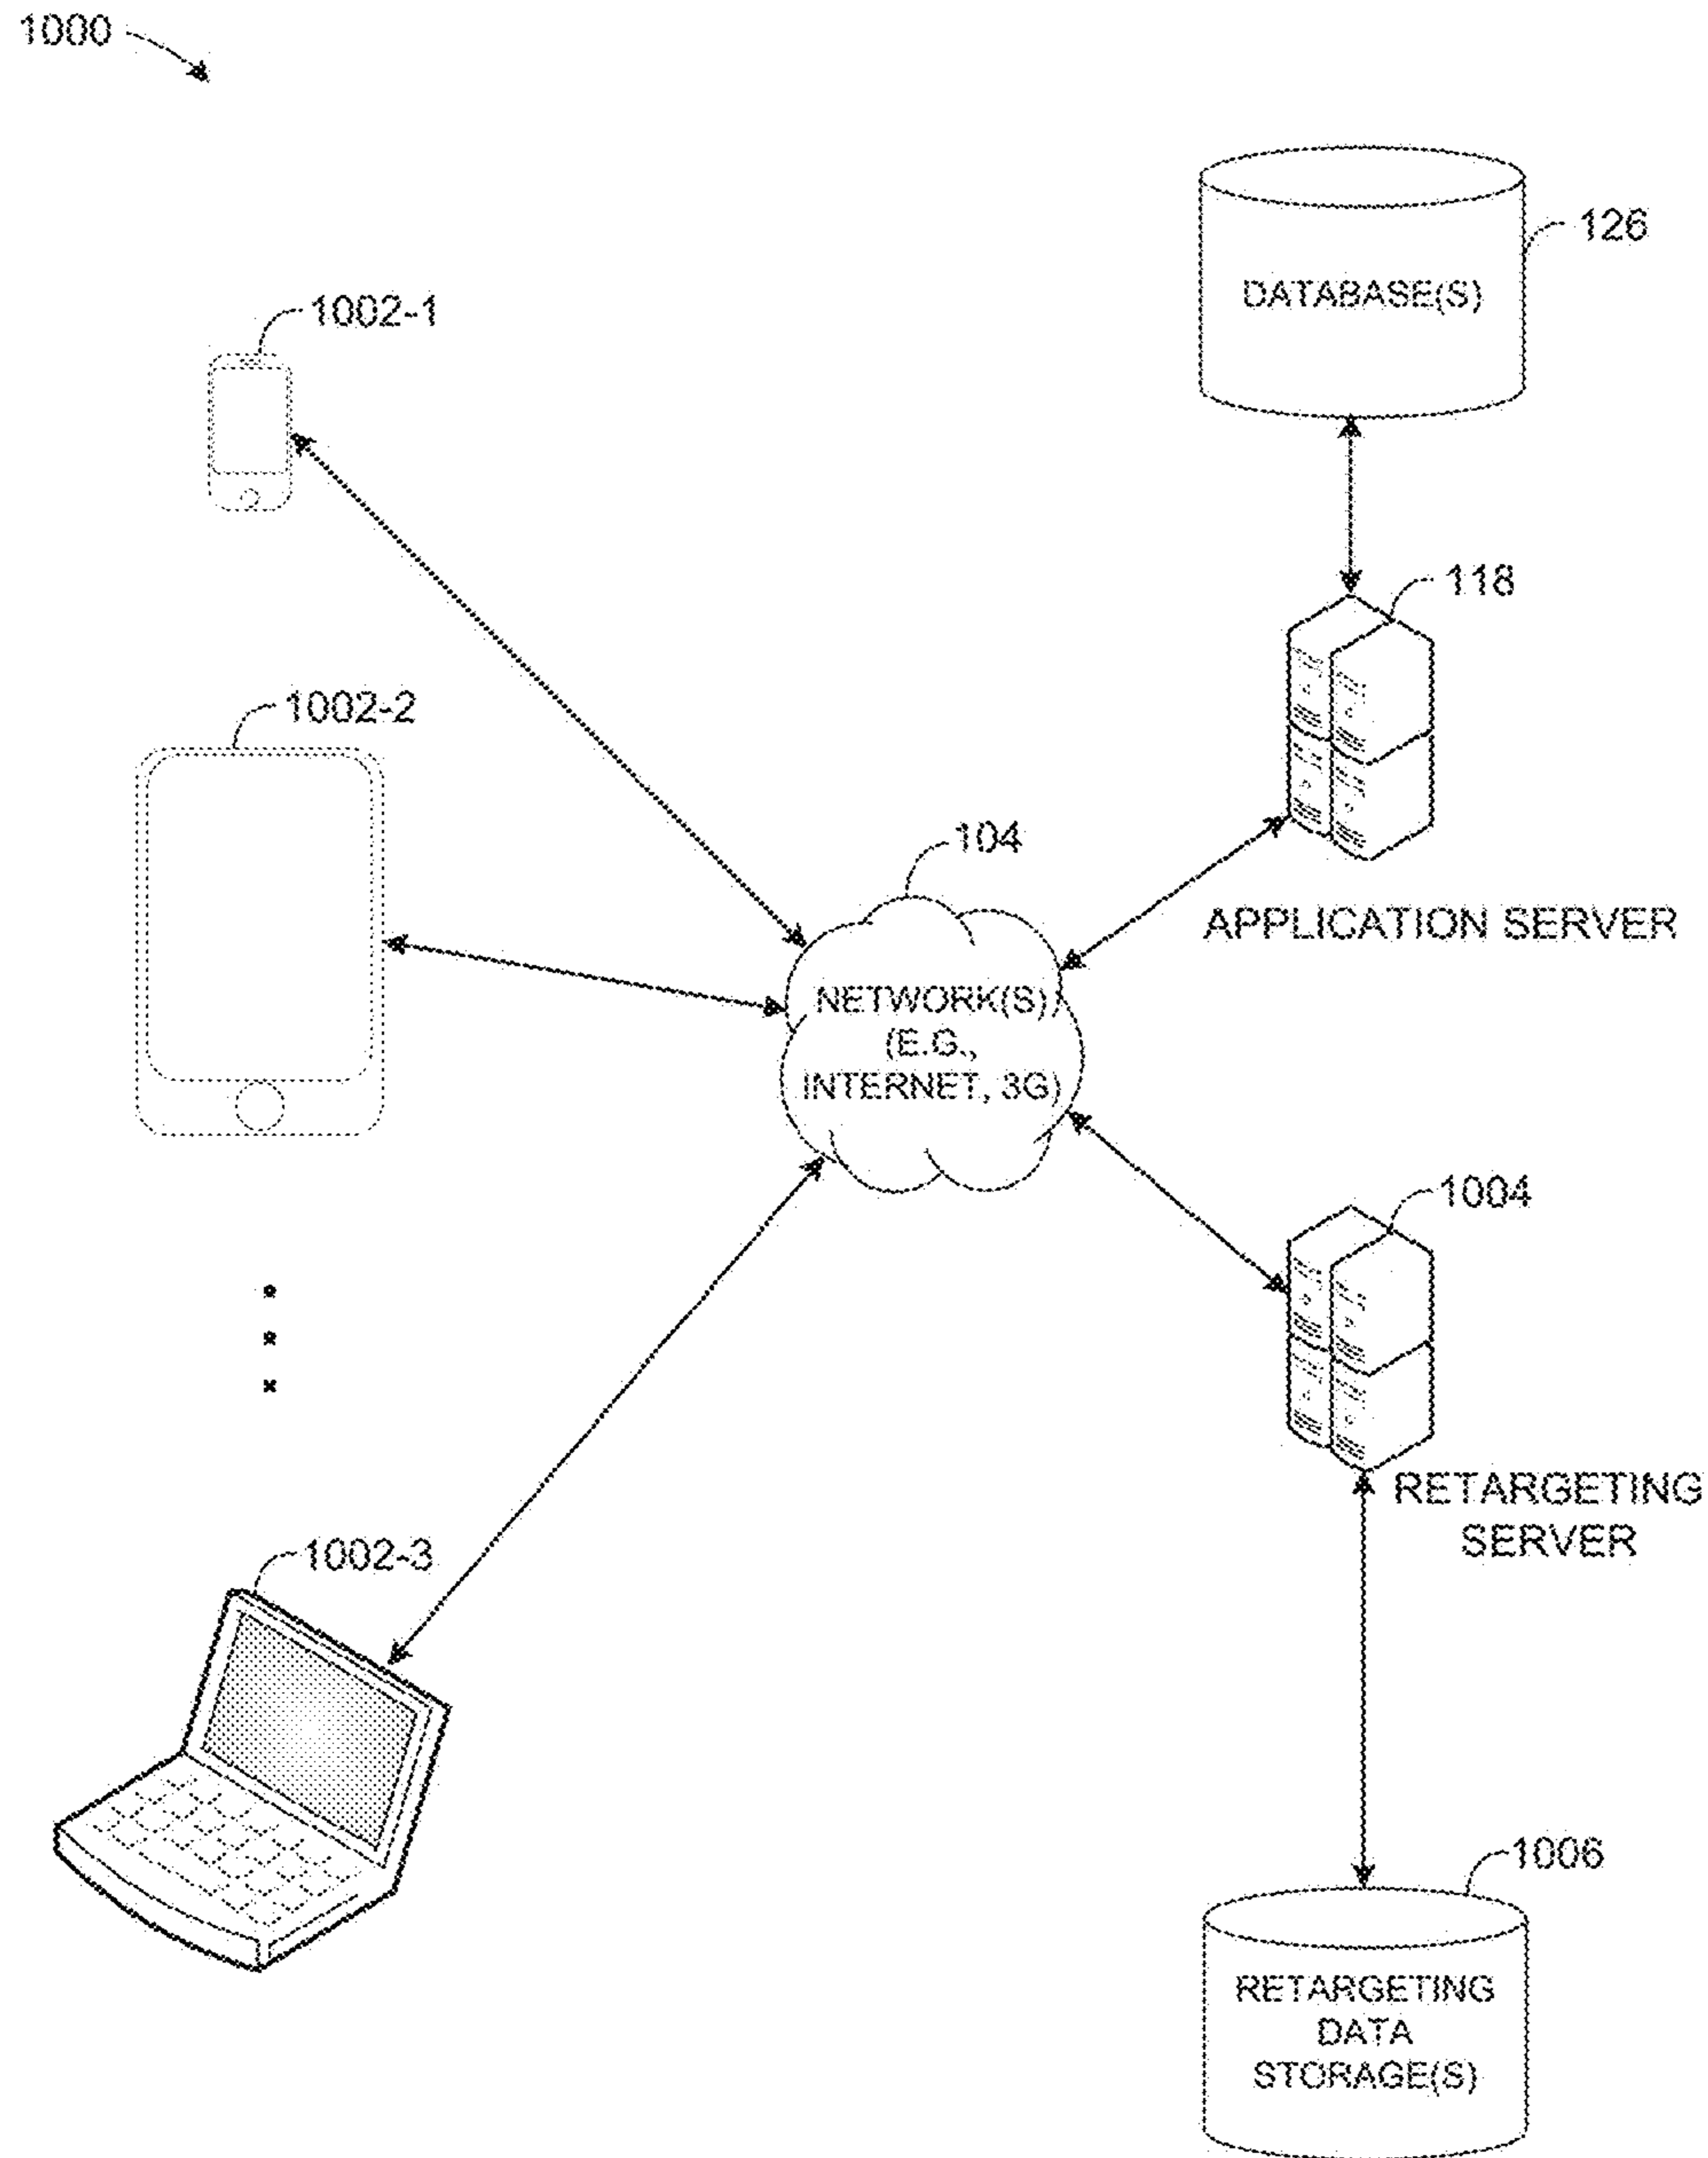 1000
126
DATABASE(S)
1002-1
118
1002-2
104
APPLICATION SERVER
NETWORK(S)
(E.G.,
INTERNET, 3G)
1004
RETARGETING
SERVER
1002-3
1006
RETARGETING
DATA
STORAGE(S)